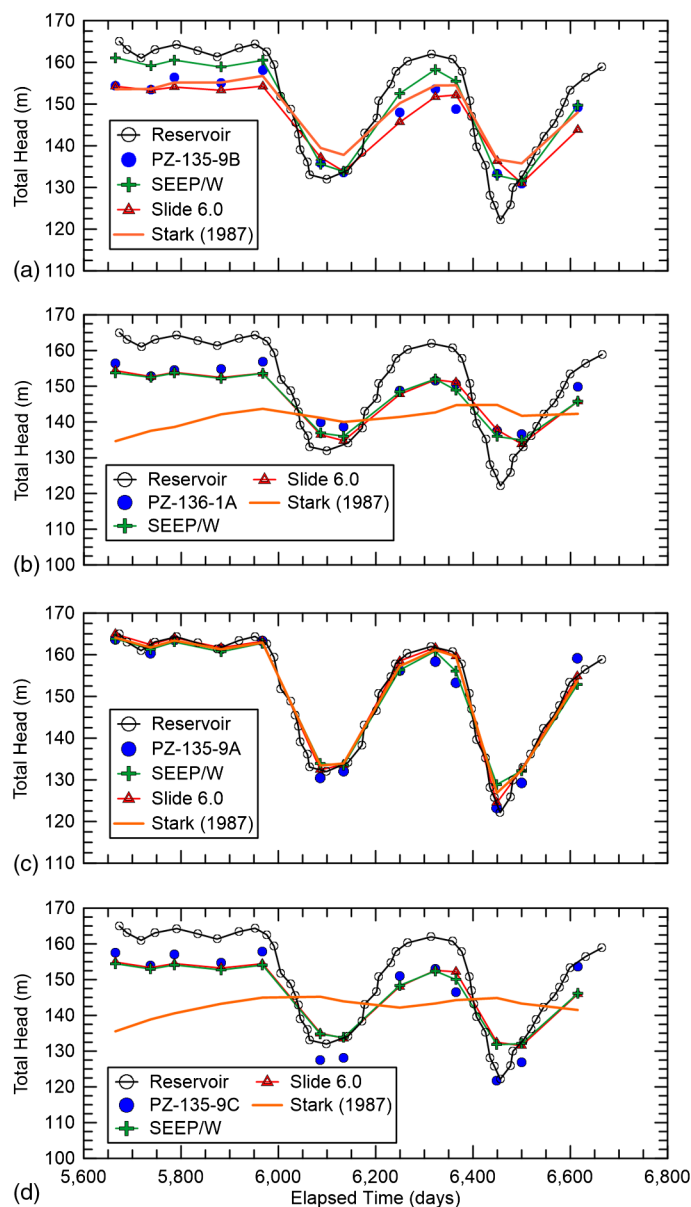 170
160
150
140
130
120
110
Total Head (m)
Reservoir
PZ-135-9B
SEEP/W
Slide 6.0
Stark (1987)
(a)
170
160
150
140
130
120
110
100
Total Head (m)
Reservoir
Slide 6.0
PZ-136-1A
Stark (1987)
SEEP/W
(b)
170
160
150
140
130
120
110
Total Head (m)
Reservoir
PZ-135-9A
SEEP/W
Slide 6.0
Stark (1987)
(c)
170
160
150
140
130
120
110
100
Total Head (m)
Reservoir
Slide 6.0
PZ-135-9C
Stark (1987)
SEEP/W
5,600 5,800 6,000 6,200 6,400 6,600 6,800
Elapsed Time (days)
(d)